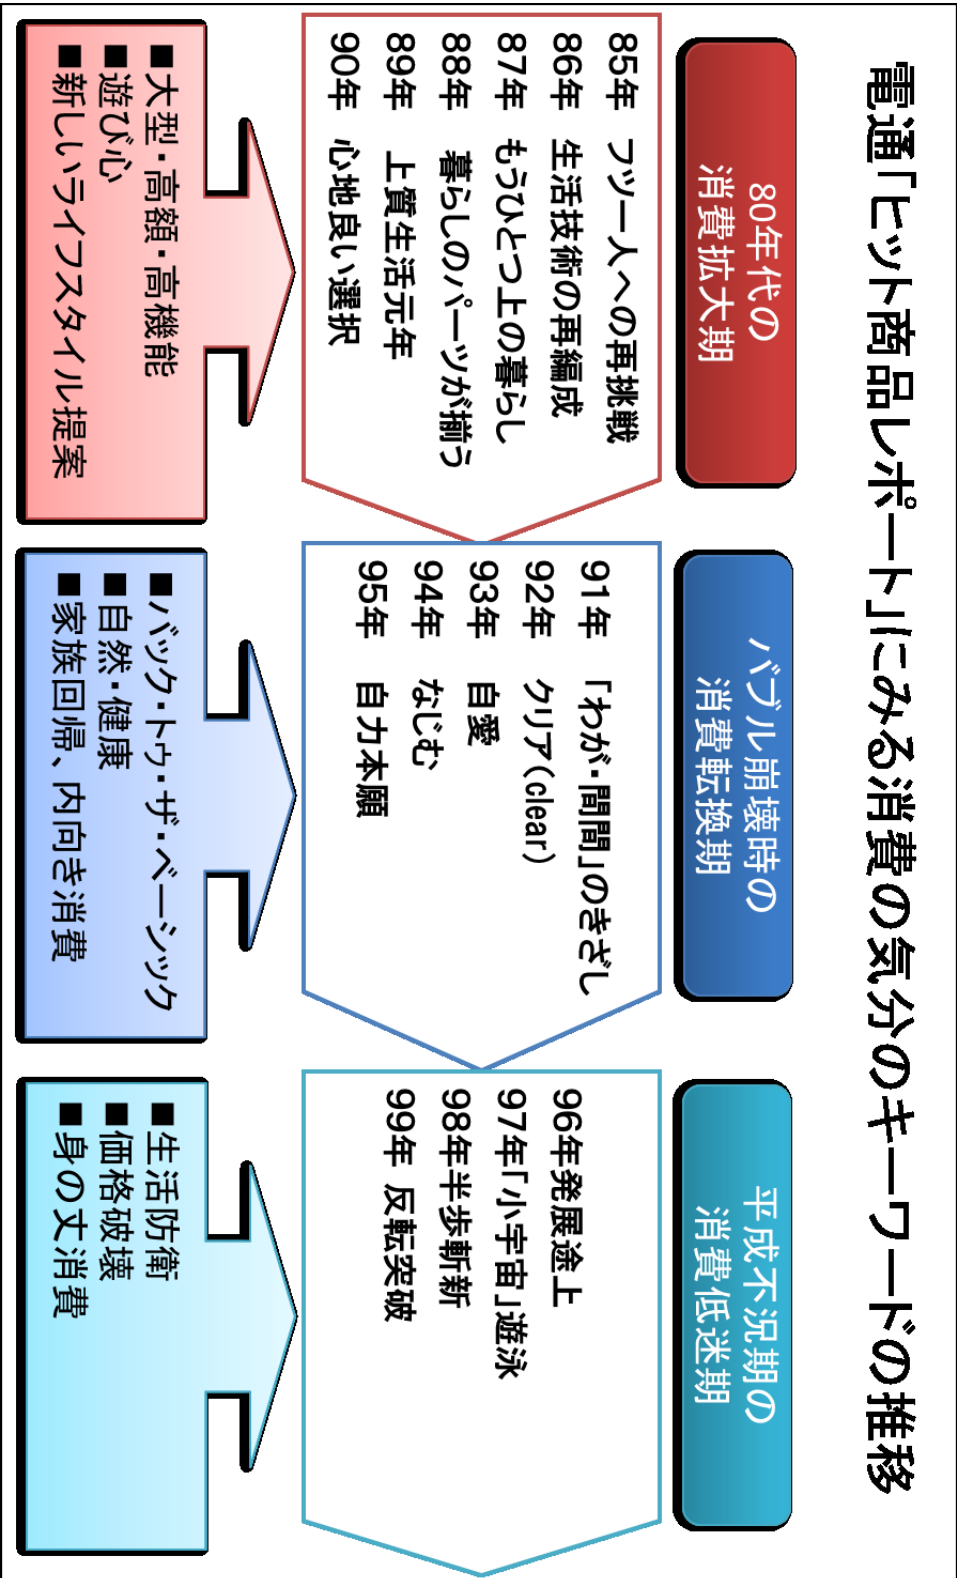 電通「ヒット商品レポート」にみる消費の気分のキーワードの推移
80年代の
消費拡大期
85年　フツー人への再挑戦
86年　生活技術の再編成
87年　もうひとつ上の暮らし
88年　暮らしのパーツが揃う
89年　上質生活元年
90年　心地良い選択
■大型・高額・高機能
■遊び心
■新しいライフスタイル提案
バブル崩壊時の
消費転換期
91年　「わが・間間」のきざし
92年　クリア(clear)
93年　自愛
94年　なじむ
95年　自力本願
■バック・トゥ・ザ・ベーシック
■自然・健康
■家族回帰、内向き消費
平成不況期の
消費低迷期
96年発展途上
97年「小宇宙」遊泳
98年半歩斬新
99年 反転突破
■生活防衛
■価格破壊
■身の丈消費